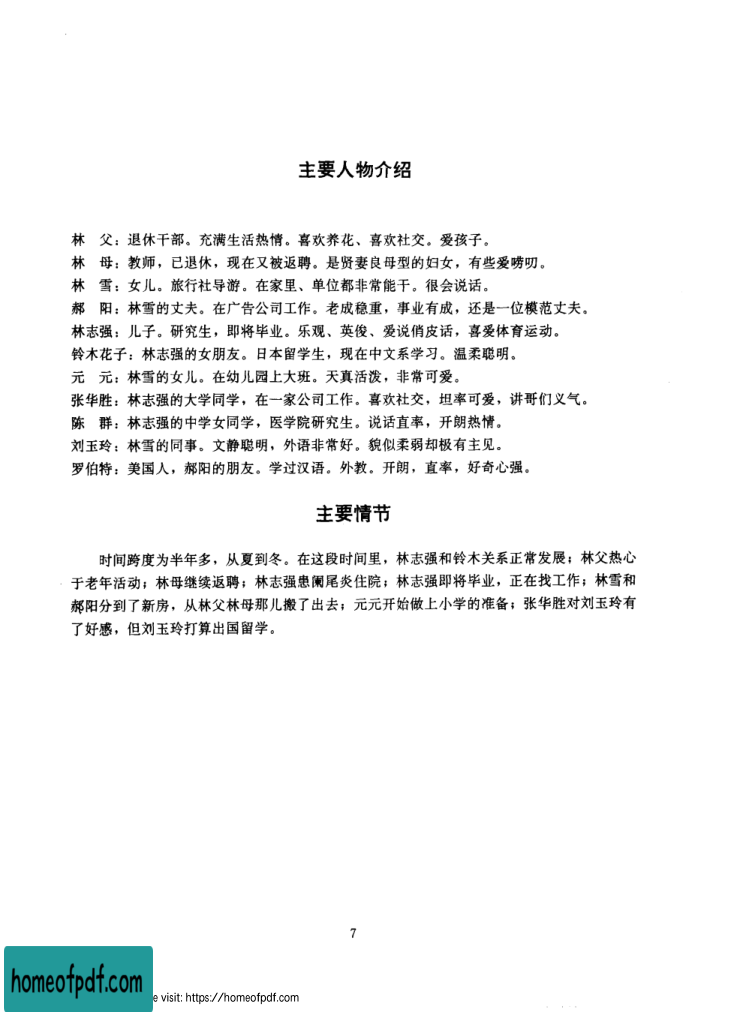 主要人物介绍
林　父：退休干部。充满生活热情。喜欢养花、喜欢社交。爱孩子。
林　母：教师，已退休，现在又被返聘。是贤妻良母型的妇女，有些爱唠叨。
林　雪：女儿。旅行社导游。在家里、单位都非常能干。很会说话。
郝　阳：林雪的丈夫。在广告公司工作。老成稳重，事业有成，还是一位模范丈夫。
林志强：儿子。研究生，即将毕业。乐观、英俊、爱说俏皮话，喜爱体育运动。
铃木花子：林志强的女朋友。日本留学生，现在中文系学习。温柔聪明。
元　元：林雪的女儿。在幼儿园上大班。天真活泼，非常可爱。
张华胜：林志强的大学同学，在一家公司工作。喜欢社交，坦率可爱，讲哥们义气。
陈　群：林志强的中学女同学，医学院研究生。说话直率，开朗热情。
刘玉玲：林雪的同事。文静聪明，外语非常好。貌似柔弱却极有主见。
罗伯特：美国人，郝阳的朋友。学过汉语。外教。开朗，直率，好奇心强。
主要情节
时间跨度为半年多，从夏到冬。在这段时间里，林志强和铃木关系正常发展；林父热心
于老年活动；林母继续返聘；林志强患阑尾炎住院；林志强即将毕业，正在找工作；林雪和
郝阳分到了新房，从林父林母那儿搬了出去；元元开始做上小学的准备；张华胜对刘玉玲有
了好感，但刘玉玲打算出国留学。
7
homeofpdf.com
e visit: https://homeofpdf.com